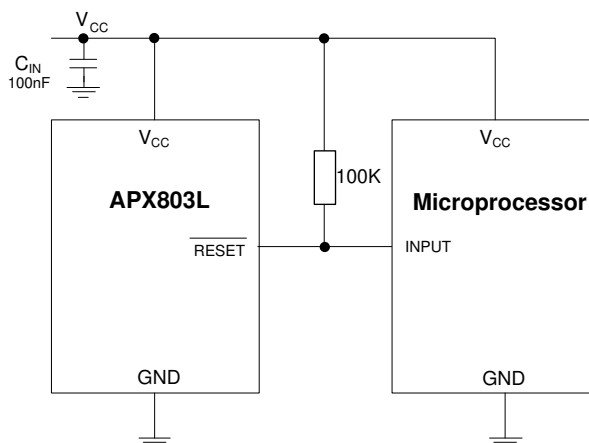 VCC
CIN
100nF
VCC
VCC
100K
APX803L
Microprocessor
RESET
INPUT
GND
GND